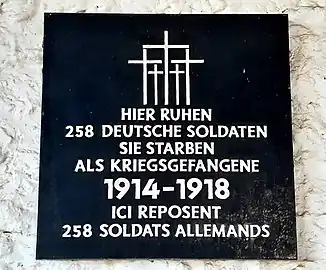 HIER RUHEN
258 DEUTSCHE SOLDATEN
SIE STARBEN
ALS KRIEGSGEFANGENE
1914-1918
ICI REPOSENT
258 SOLDATS ALLEMANDS